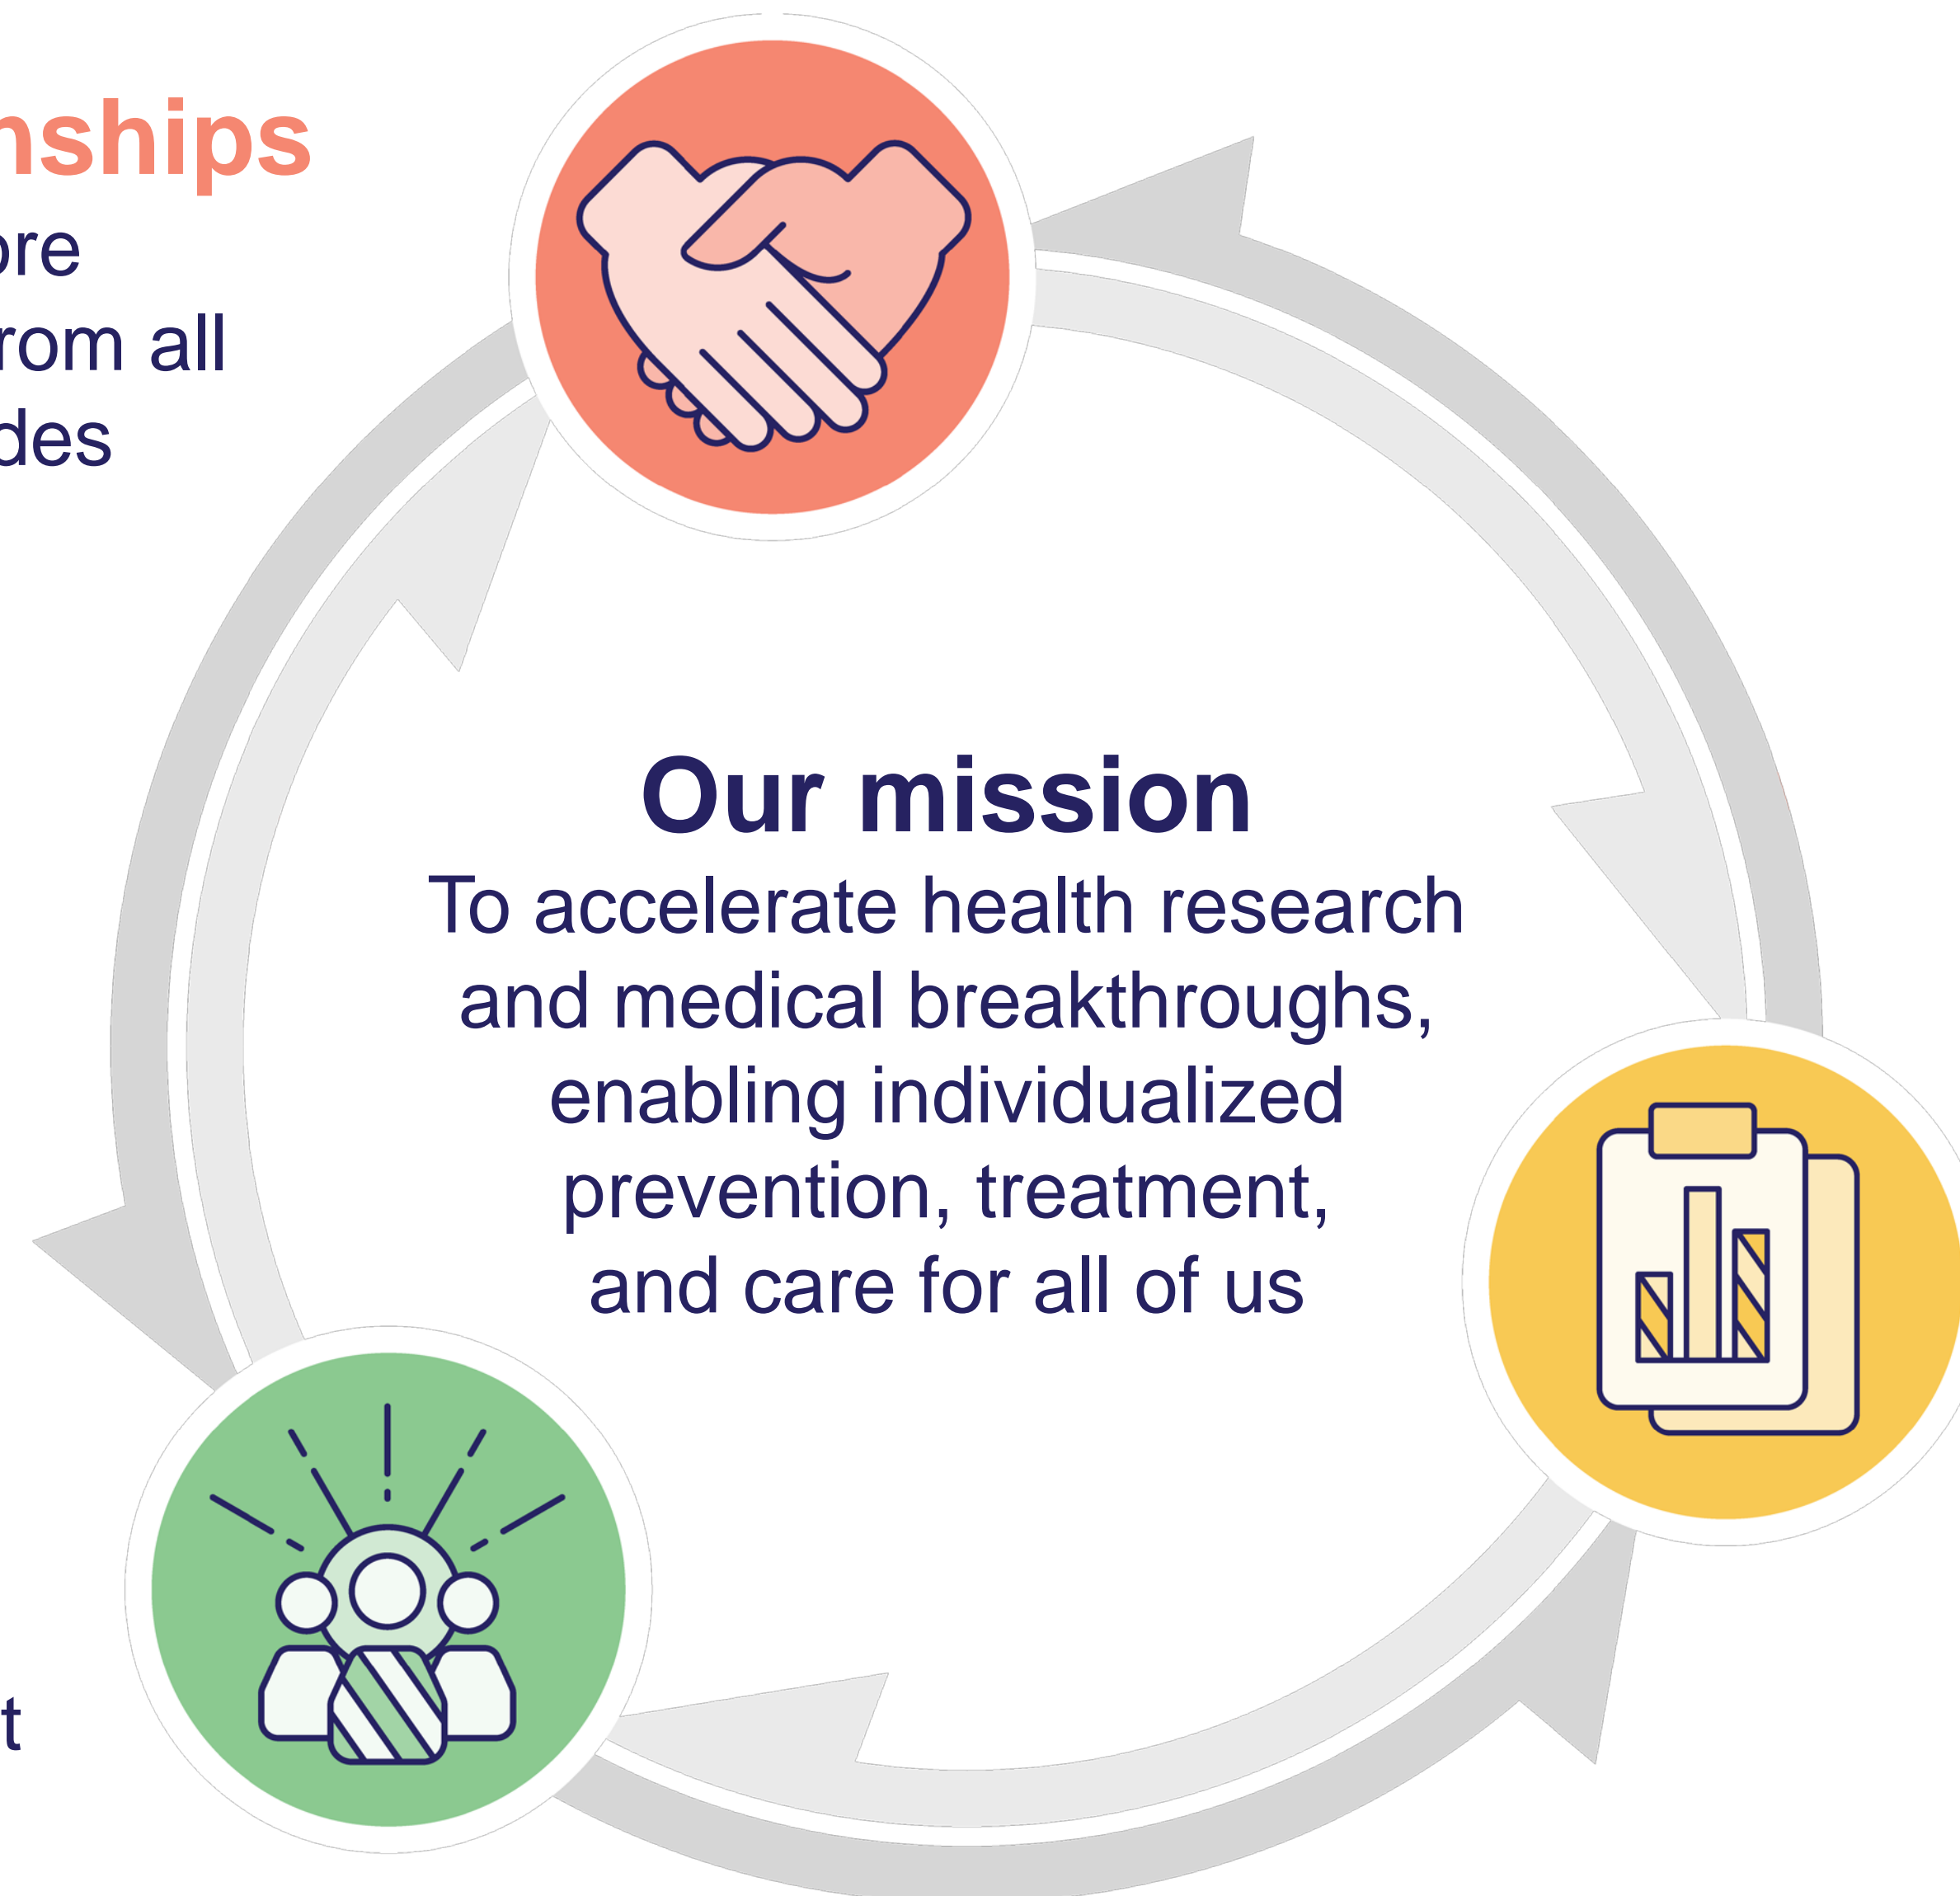 nships
ore
rom all
des
Our mission
To accelerate health research
and medical breakthroughs,
enabling individualized
prevention, treatment,
and care for all of us
t